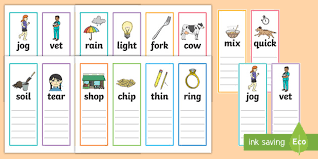 jog vet rain light fork cow mix quick
soil tear shop chip thin ring jog vet
ink saving Eco